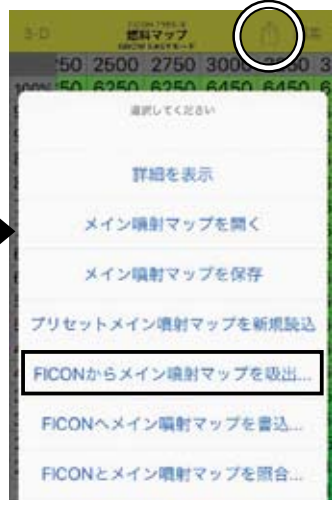 3-D
燃料マップ
:50 2500 2750 3000
100% :50 6250 6250 6450 6450 6
選択してください
詳細を表示
メイン噴射マップを開く
メイン噴射マップを保存
プリセットメイン噴射マップを新規読込
FICONからメイン噴射マップを吸出...
FICONへメイン噴射マップを書込...
FICONとメイン噴射マップを照合...